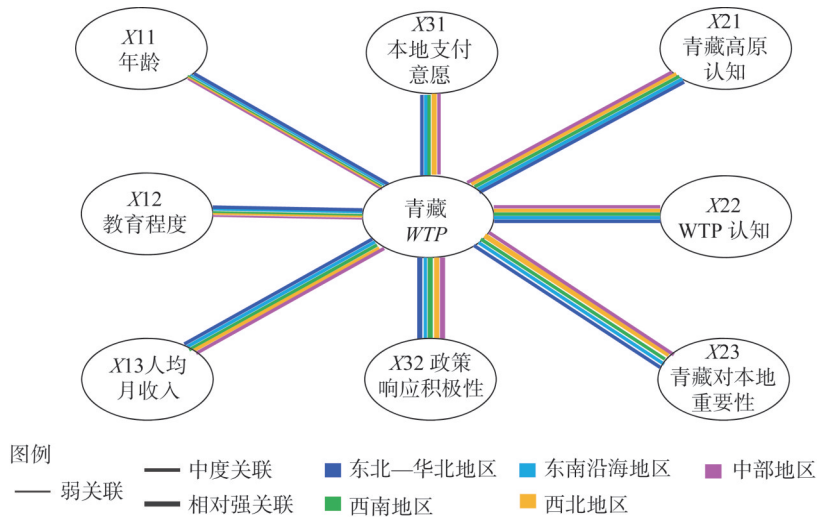 X11
年龄
X31
本地支付
意愿
X21
青藏高原
认知
X12
教育程度
青藏
WTP
X22
WTP 认知
X13人均
月收入
X32 政策
响应积极性
X23
青藏对本地
重要性
图例
弱关联
中度关联
相对强关联
东北—华北地区
东南沿海地区
中部地区
西南地区
西北地区